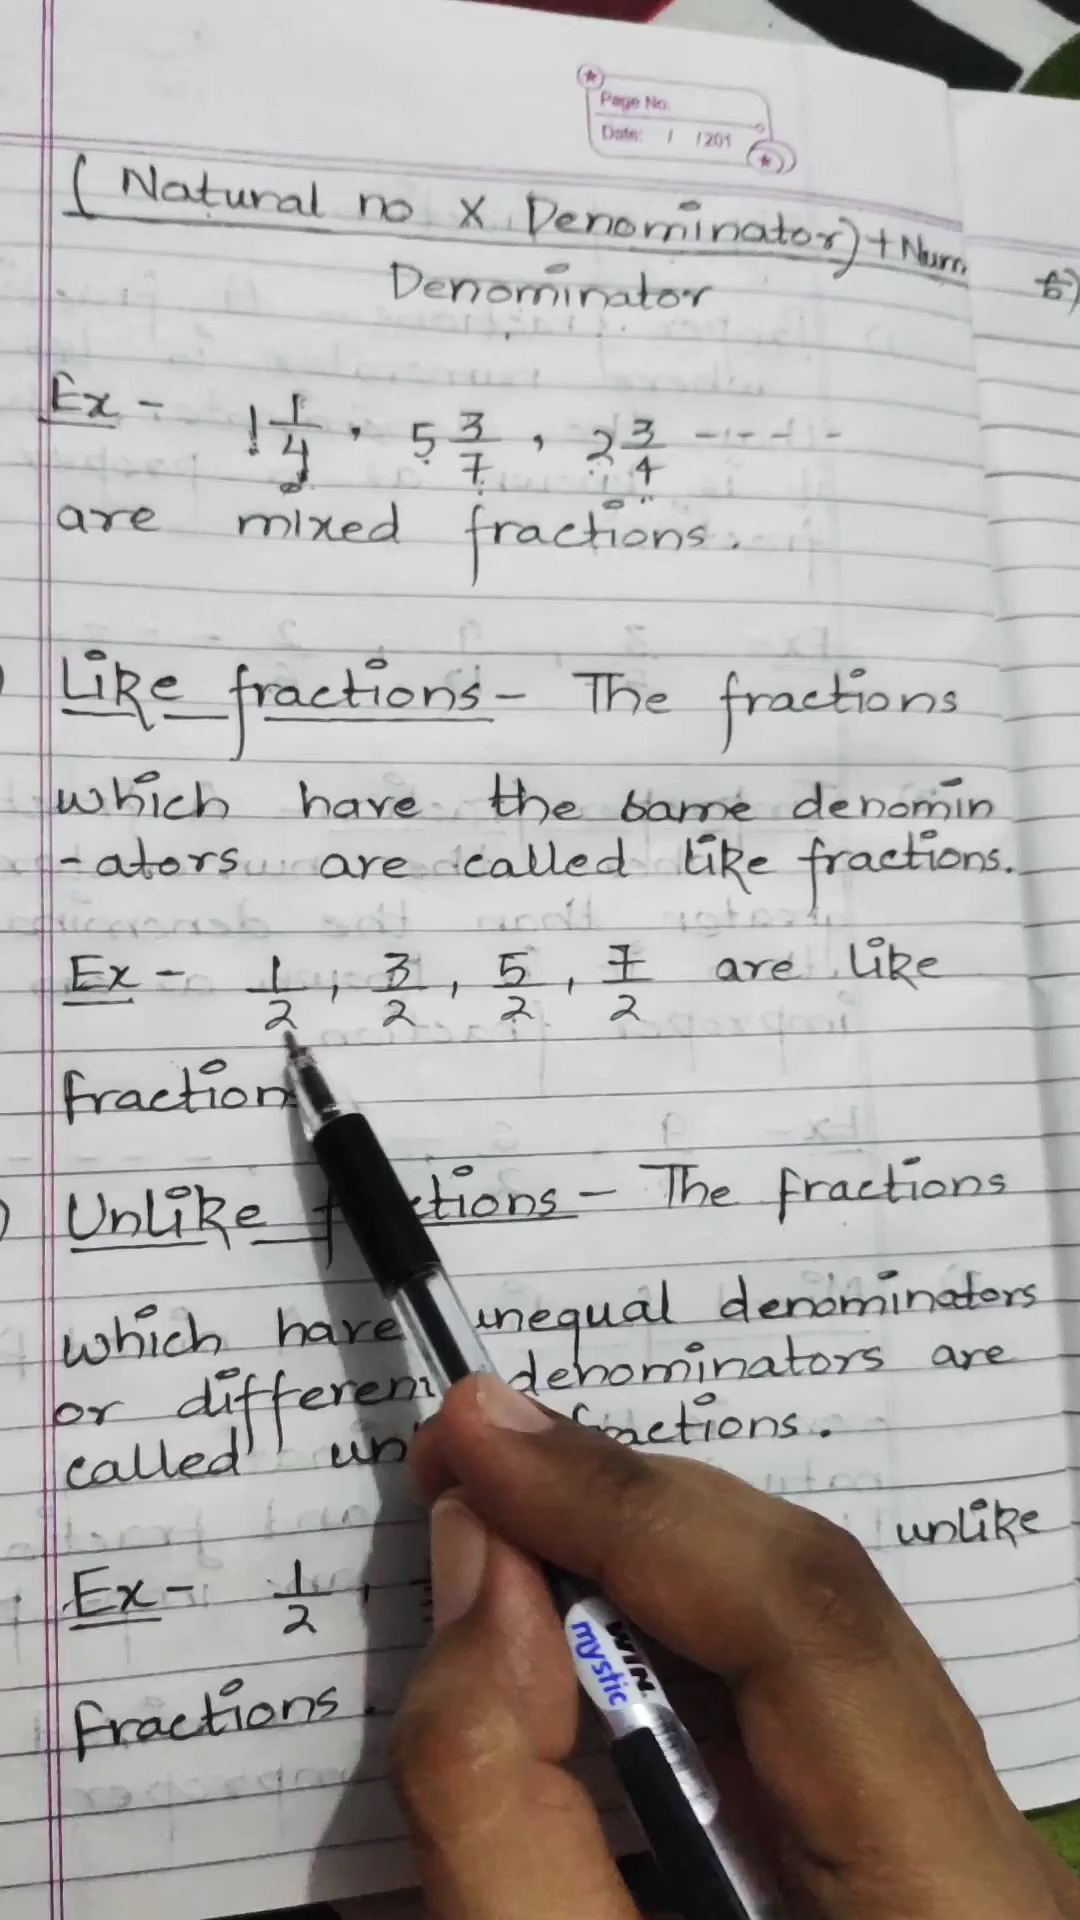 Page No.
Date: / /201
(Natural no X Denominator) + Num
Denominator
Ex - 1 1/4, 5 3/7, 2 3/4 -----
are mixed fractions.
Like fractions - The fractions
which have the same denomin
-ators are called like fractions.
Ex - 1/2, 3/2, 5/2, 7/2 are like
fraction
Unlike ctions - The fractions
which have unequal denominators
or different denominators are
called un fractions.
Ex - 1/2, unlike
Fractions.
WIN
mystic